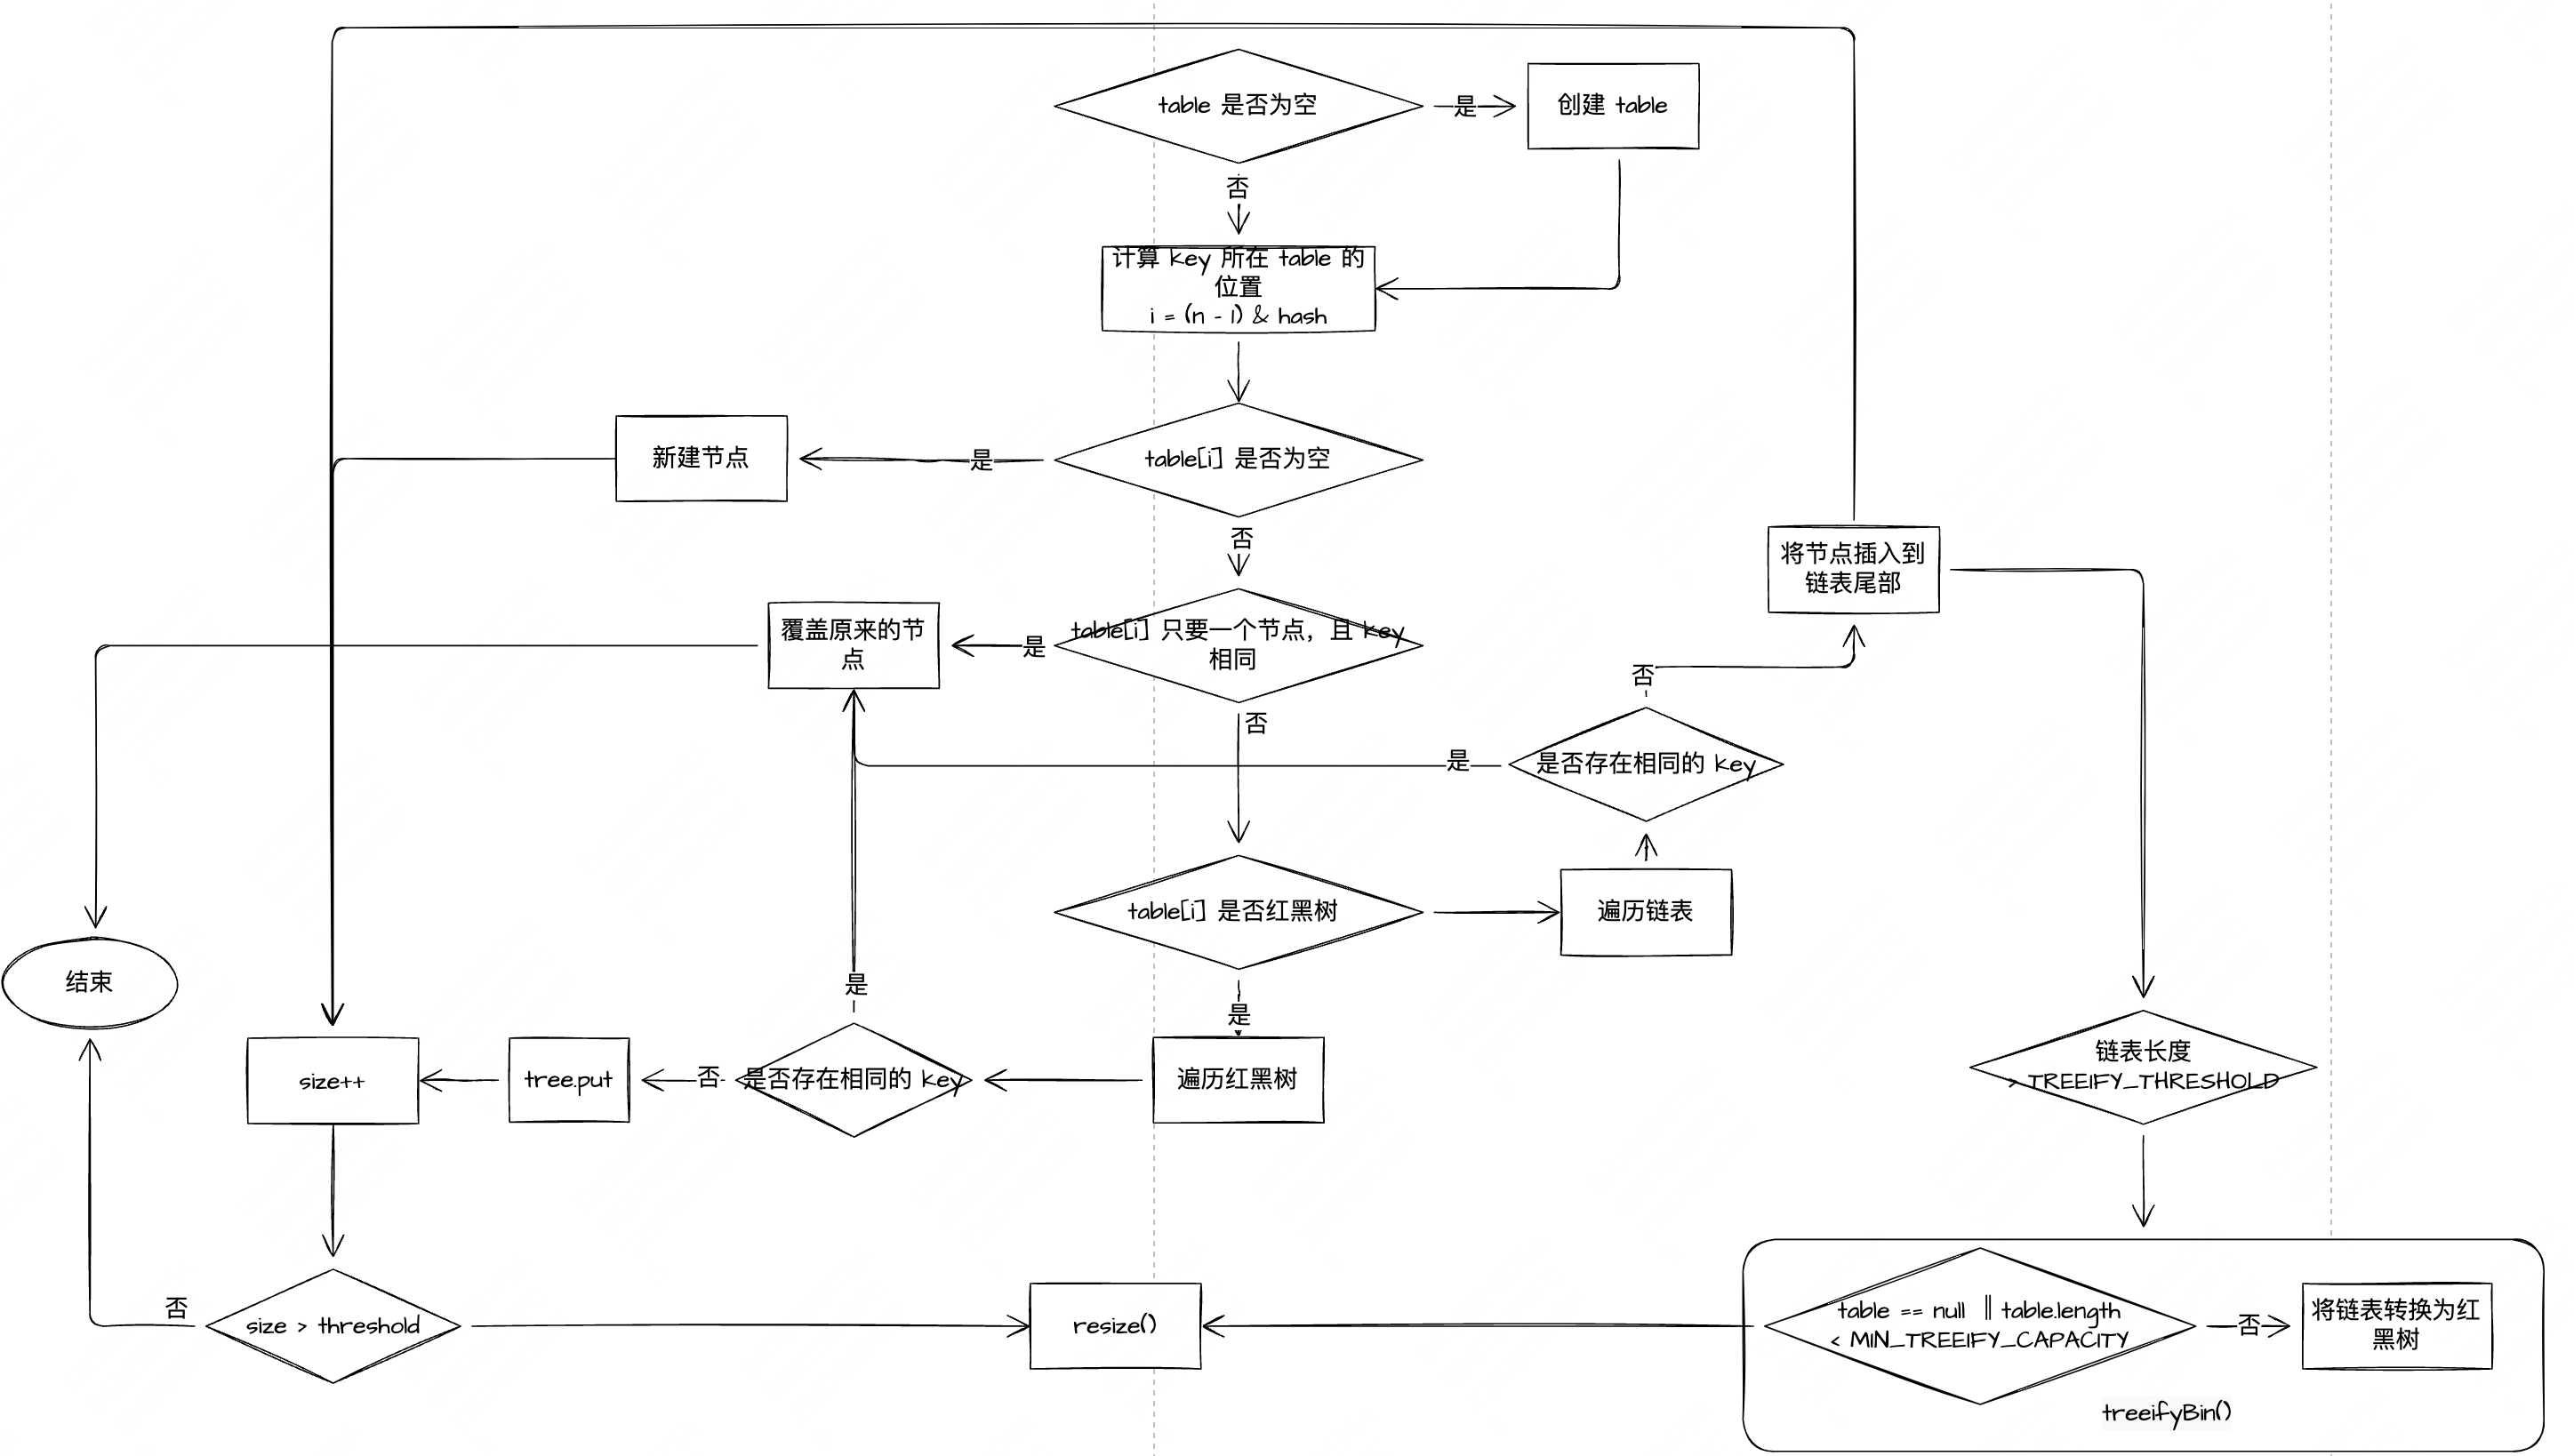 table 是否为空
是
创建 table
否
计算 key 所在 table 的
位置
i = (n - 1) & hash
新建节点
是
table[i] 是否为空
否
将节点插入到
链表尾部
覆盖原来的节
点
是
table[i] 只要一个节点，且 key
相同
否
否
是
是否存在相同的 key
table[i] 是否红黑树
遍历链表
结束
是
是
size++
tree.put
否
是否存在相同的 key
遍历红黑树
链表长度
> TREEIFY_THRESHOLD
否
size > threshold
resize()
table == null || table.length
< MIN_TREEIFY_CAPACITY
否
将链表转换为红
黑树
treeifyBin()